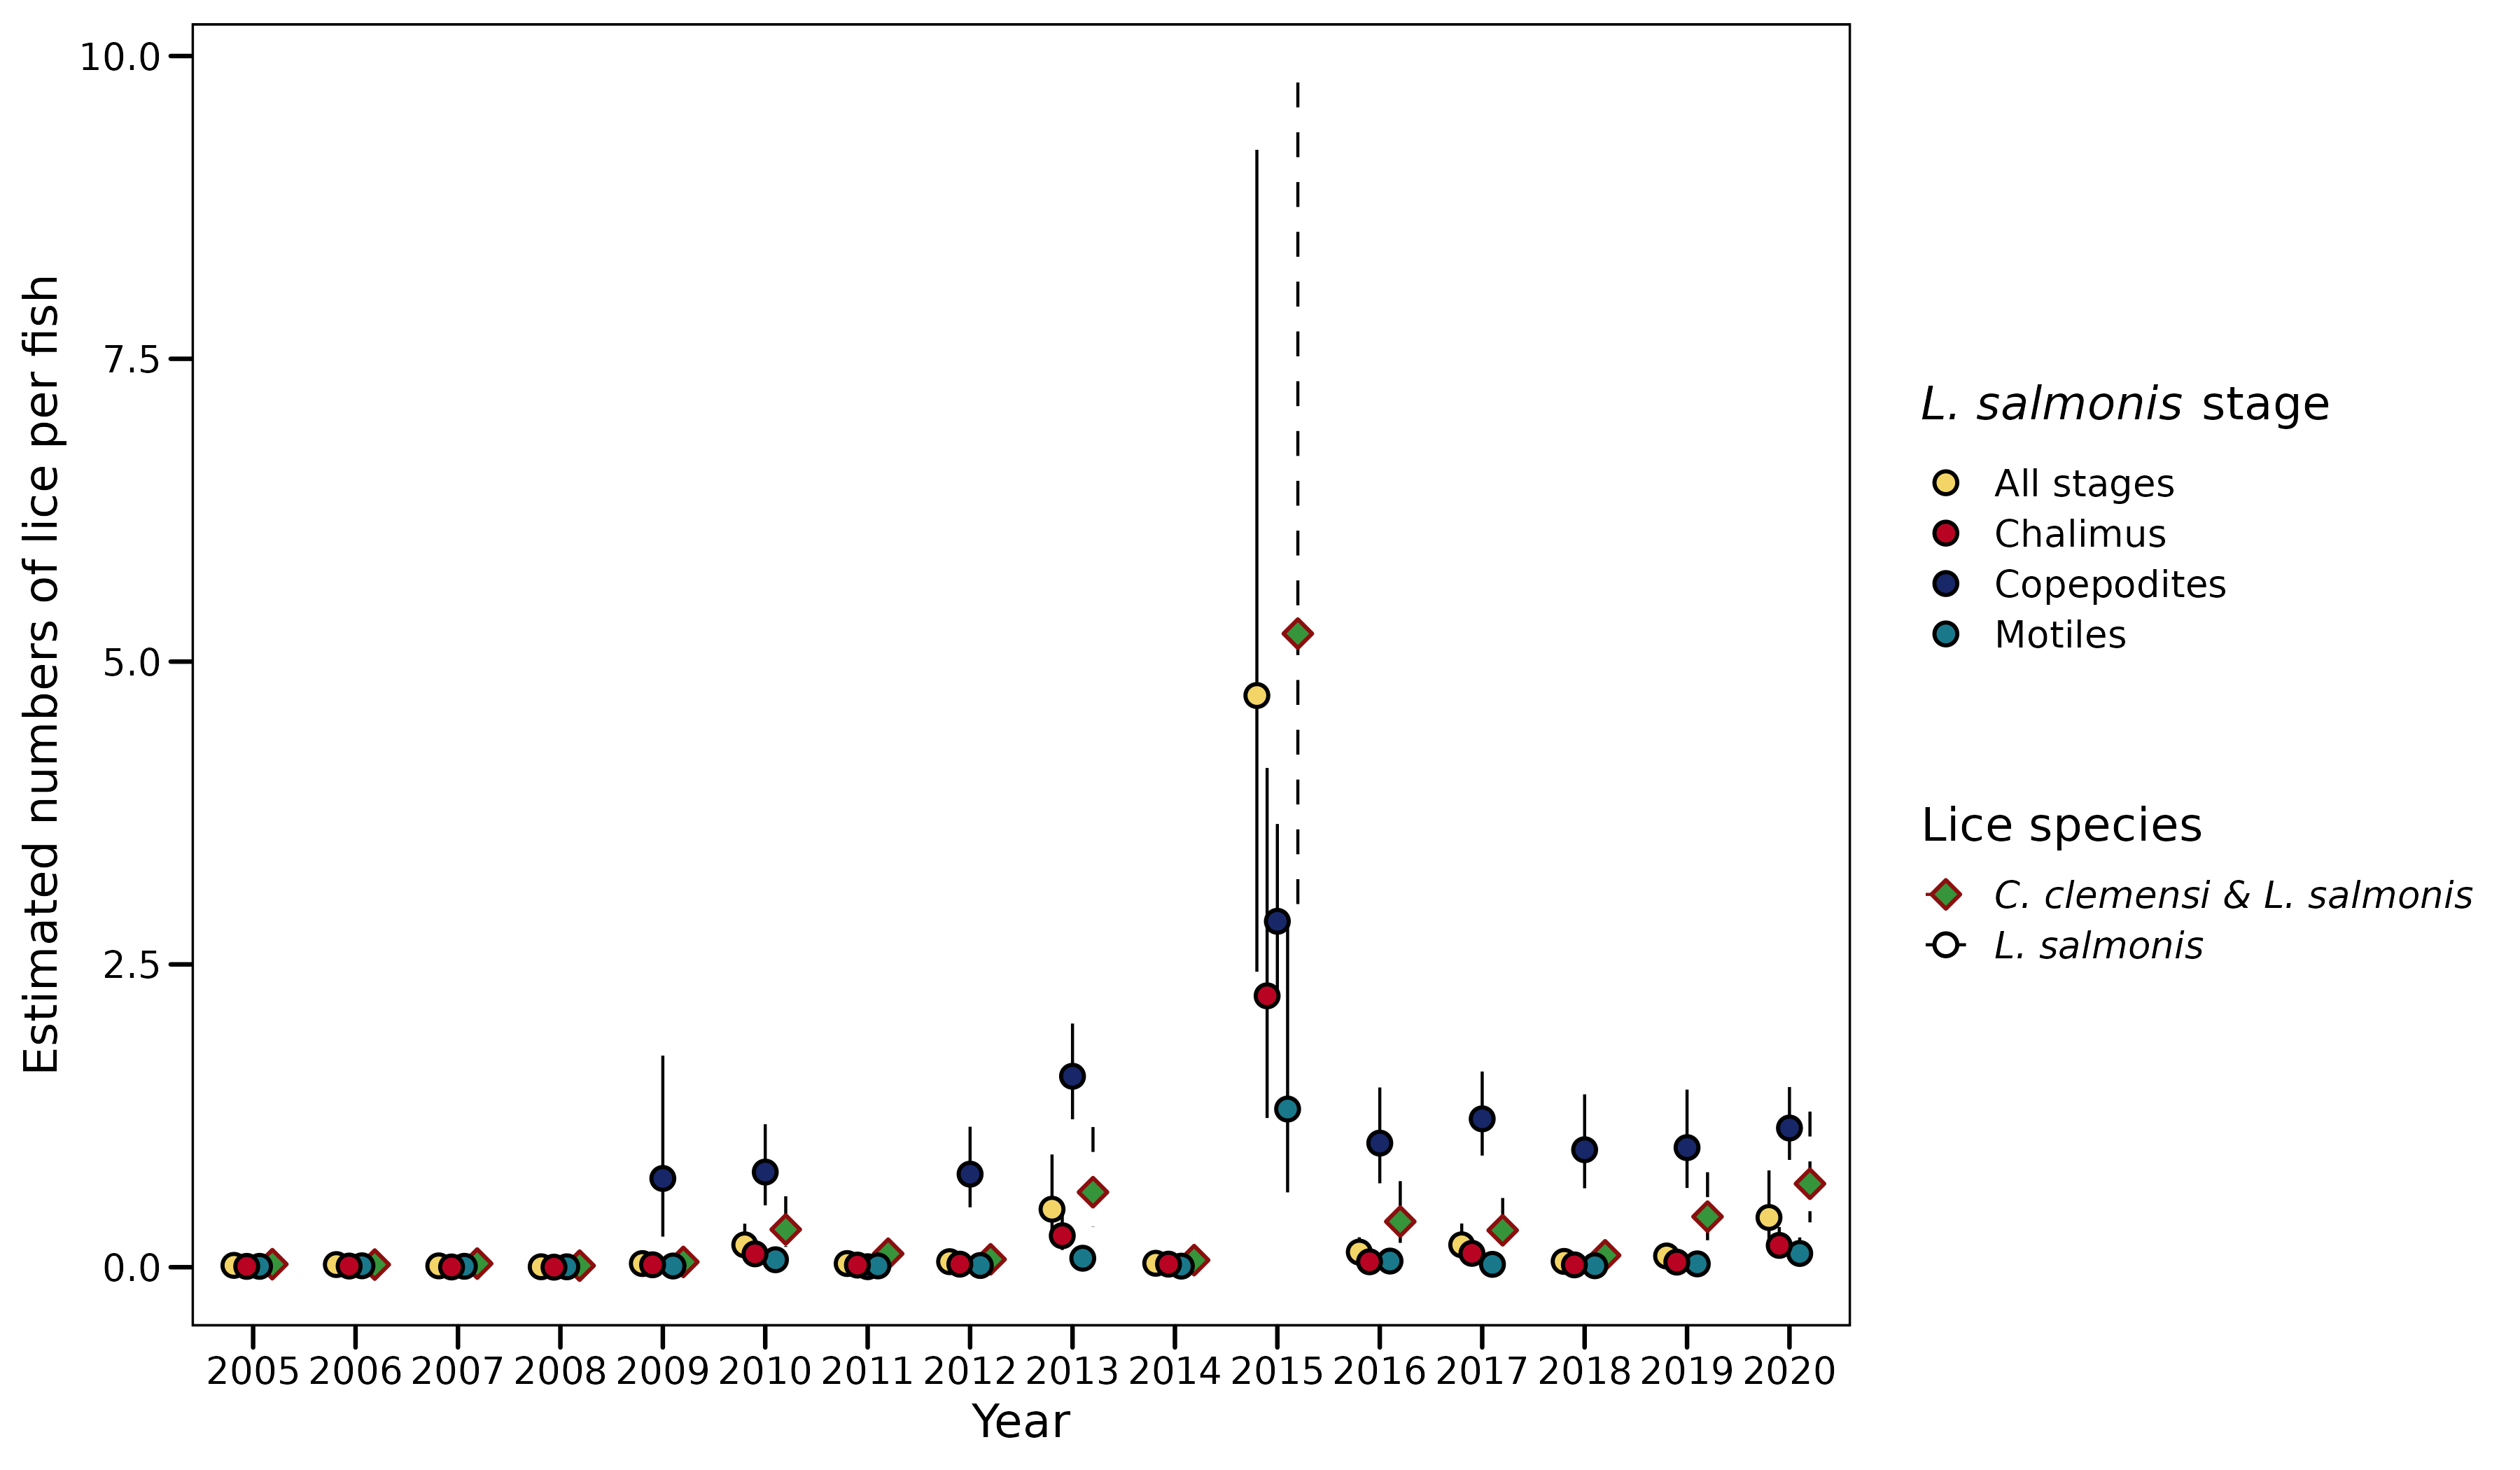 Estimated numbers of lice per fish
10.0
7.5
5.0
2.5
0.0
2005 2006 2007 2008 2009 2010 2011 2012 2013 2014 2015 2016 2017 2018 2019 2020
Year
L. salmonis stage
All stages
Chalimus
Copepodites
Motiles
Lice species
C. clemensi & L. salmonis
L. salmonis